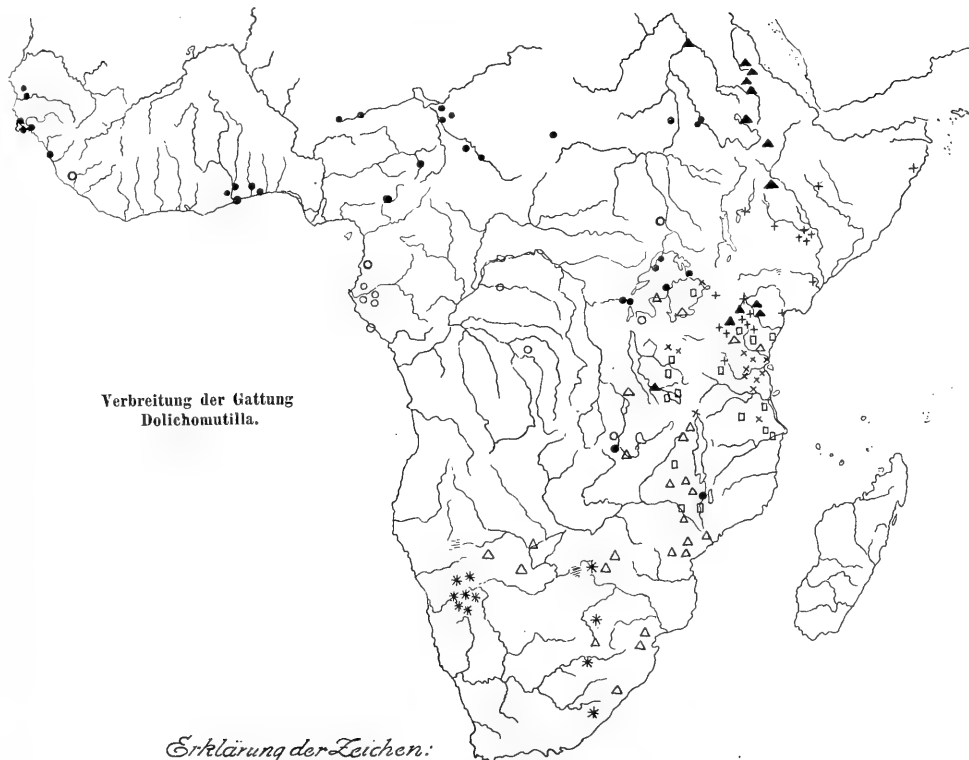 Verbreitung der Gattung
Dolichomutilla.
Erklärung der Zeichen: